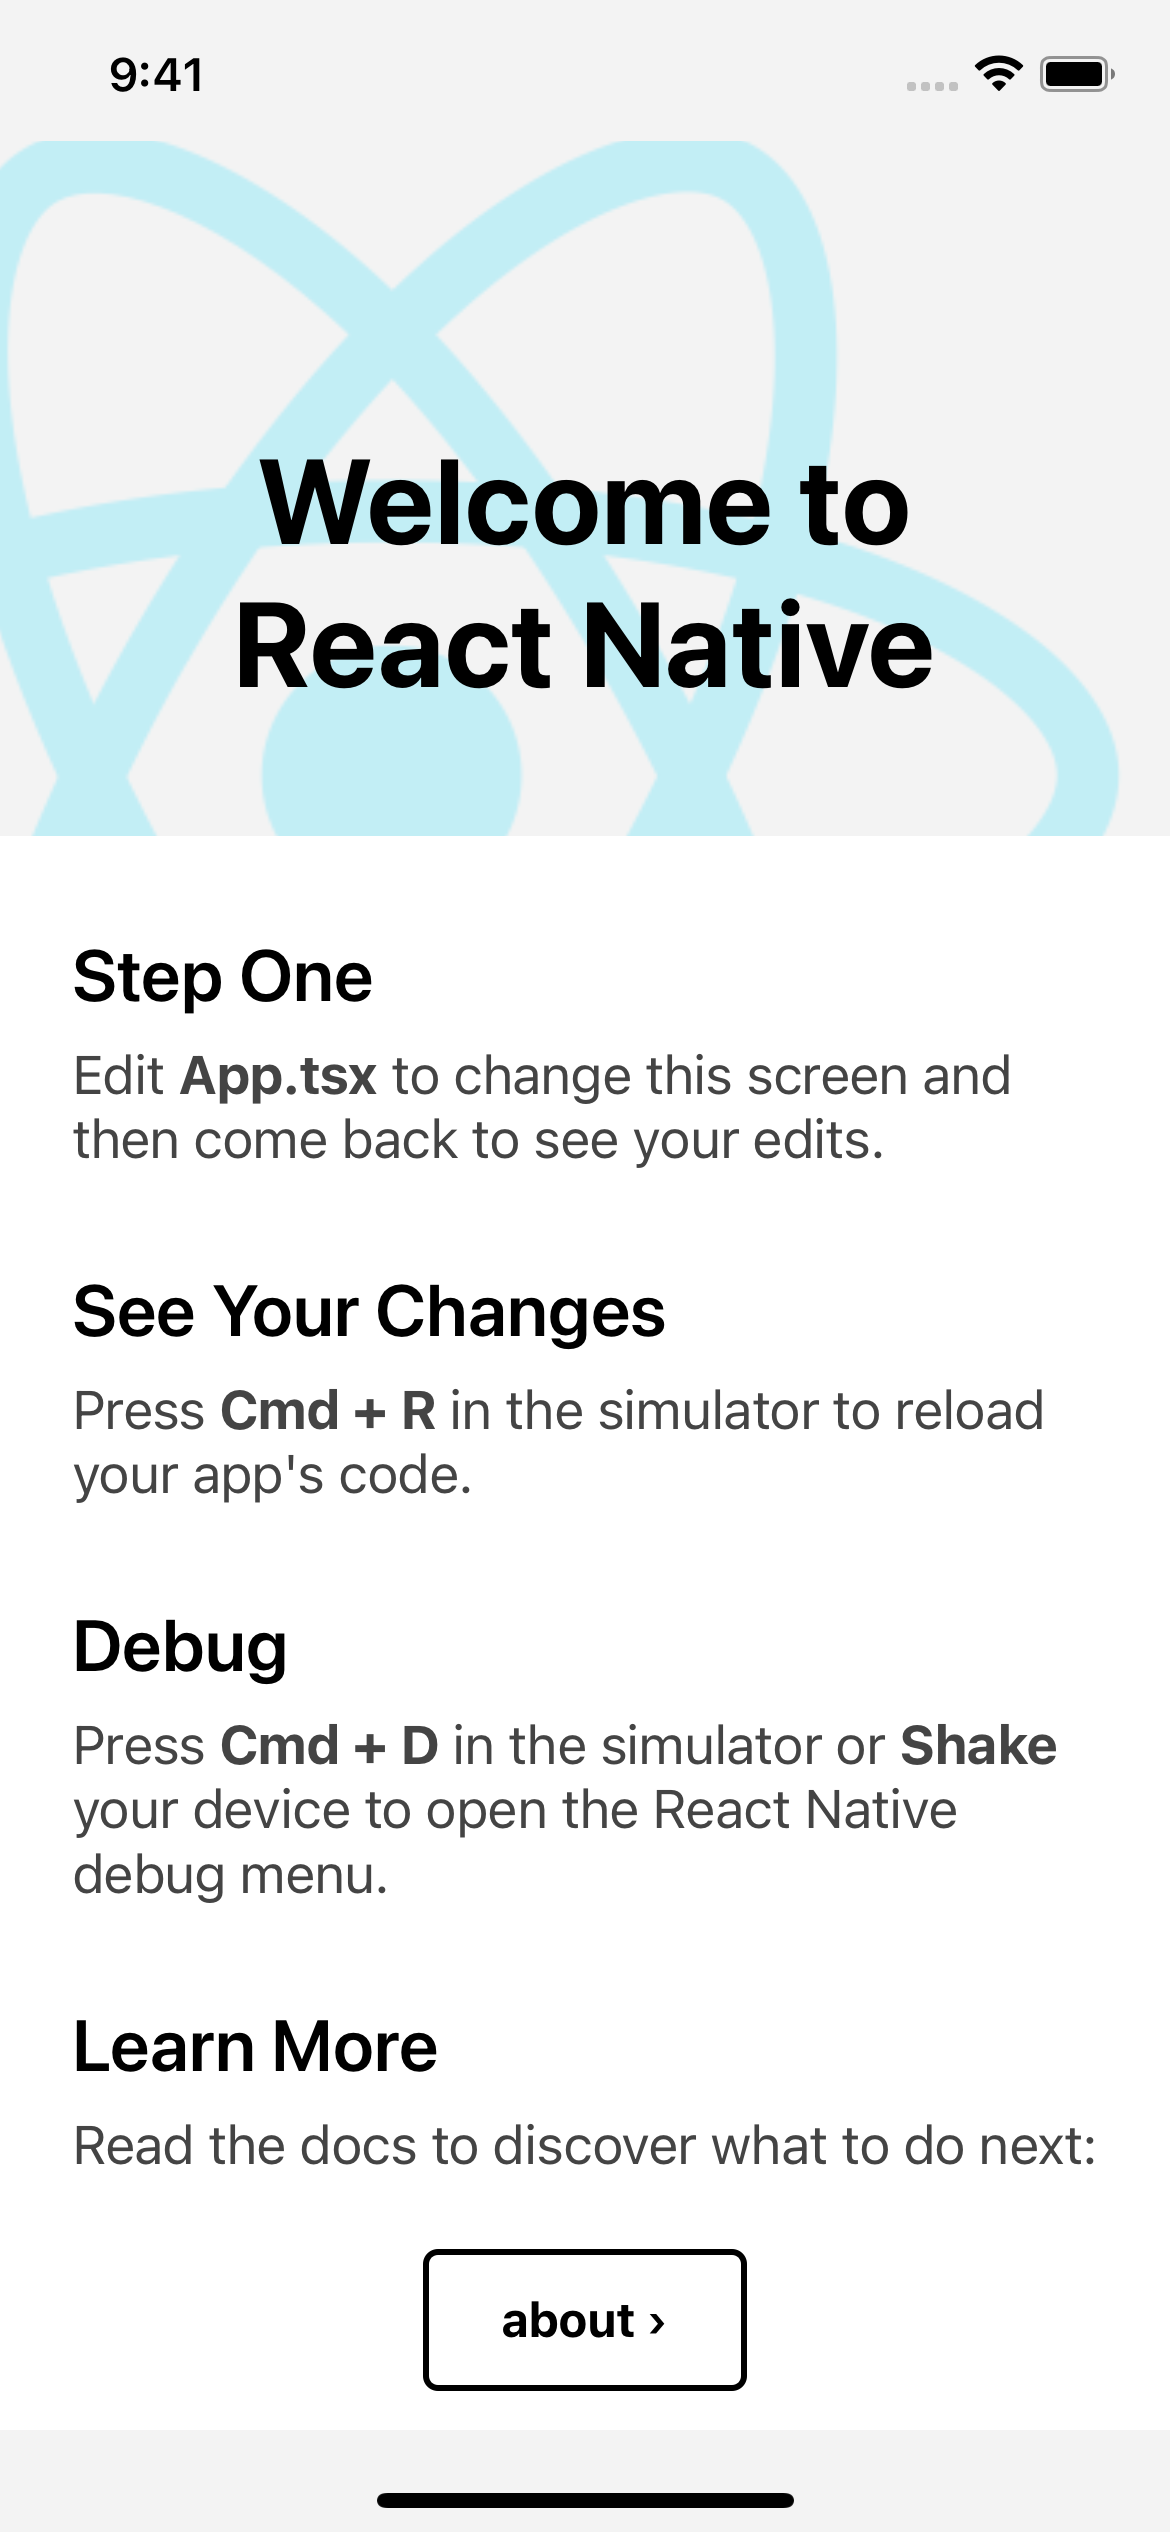 9:41
Welcome to
React Native
Step One
Edit App.tsx to change this screen and
then come back to see your edits.
See Your Changes
Press Cmd + R in the simulator to reload
your app's code.
Debug
Press Cmd + D in the simulator or Shake
your device to open the React Native
debug menu.
Learn More
Read the docs to discover what to do next:
about ›